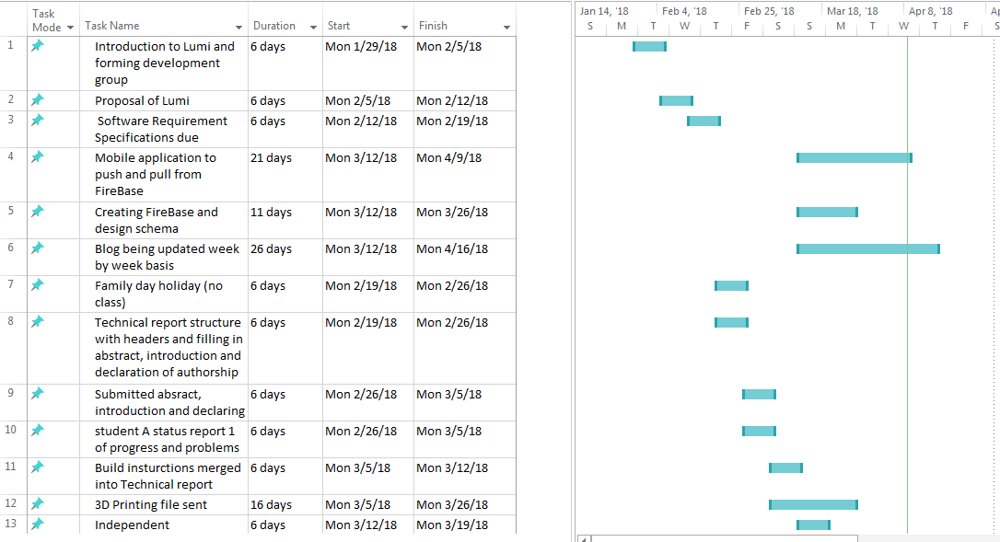 Task Mode Task Name Duration Start Finish Jan 14, '18 Feb 4, '18 Feb 25, '18 Mar 18, '18 Apr 8, '18 Ap
S M T W T F S S M T W T F S
1 Introduction to Lumi and 6 days Mon 1/29/18 Mon 2/5/18
forming development
group
2 Proposal of Lumi 6 days Mon 2/5/18 Mon 2/12/18
3 Software Requirement 6 days Mon 2/12/18 Mon 2/19/18
Specifications due
4 Mobile application to 21 days Mon 3/12/18 Mon 4/9/18
push and pull from
FireBase
5 Creating FireBase and 11 days Mon 3/12/18 Mon 3/26/18
design schema
6 Blog being updated week 26 days Mon 3/12/18 Mon 4/16/18
by week basis
7 Family day holiday (no 6 days Mon 2/19/18 Mon 2/26/18
class)
8 Technical report structure 6 days Mon 2/19/18 Mon 2/26/18
with headers and filling in
abstract, introduction and
declaration of authorship
9 Submitted absract, 6 days Mon 2/26/18 Mon 3/5/18
introduction and declaring
10 student A status report 1 6 days Mon 2/26/18 Mon 3/5/18
of progress and problems
11 Build insturctions merged 6 days Mon 3/5/18 Mon 3/12/18
into Technical report
12 3D Printing file sent 16 days Mon 3/5/18 Mon 3/26/18
13 Independent 6 days Mon 3/12/18 Mon 3/19/18